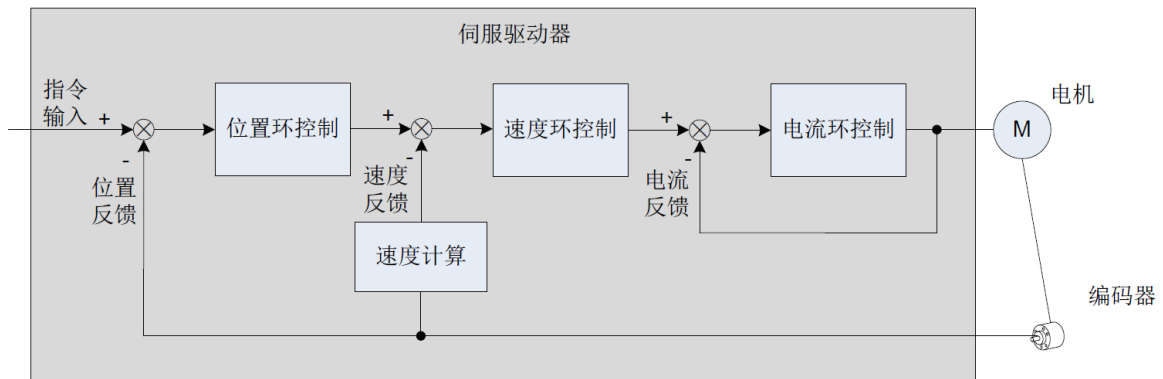 伺服驱动器
指令
输入
+
-
位置环控制
+
-
速度环控制
+
-
电流环控制
电机
M
位置
反馈
速度
反馈
电流
反馈
速度计算
编码器